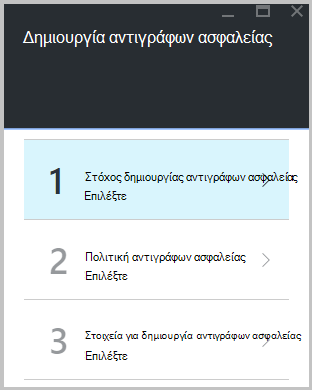 Δημιουργία αντιγράφων ασφαλείας
1
Στόχος δημιουργίας αντιγράφων ασφαλείας
Επιλέξτε
2
Πολιτική αντιγράφων ασφαλείας
Επιλέξτε
3
Στοιχεία για δημιουργία αντιγράφων ασφαλείας
Επιλέξτε